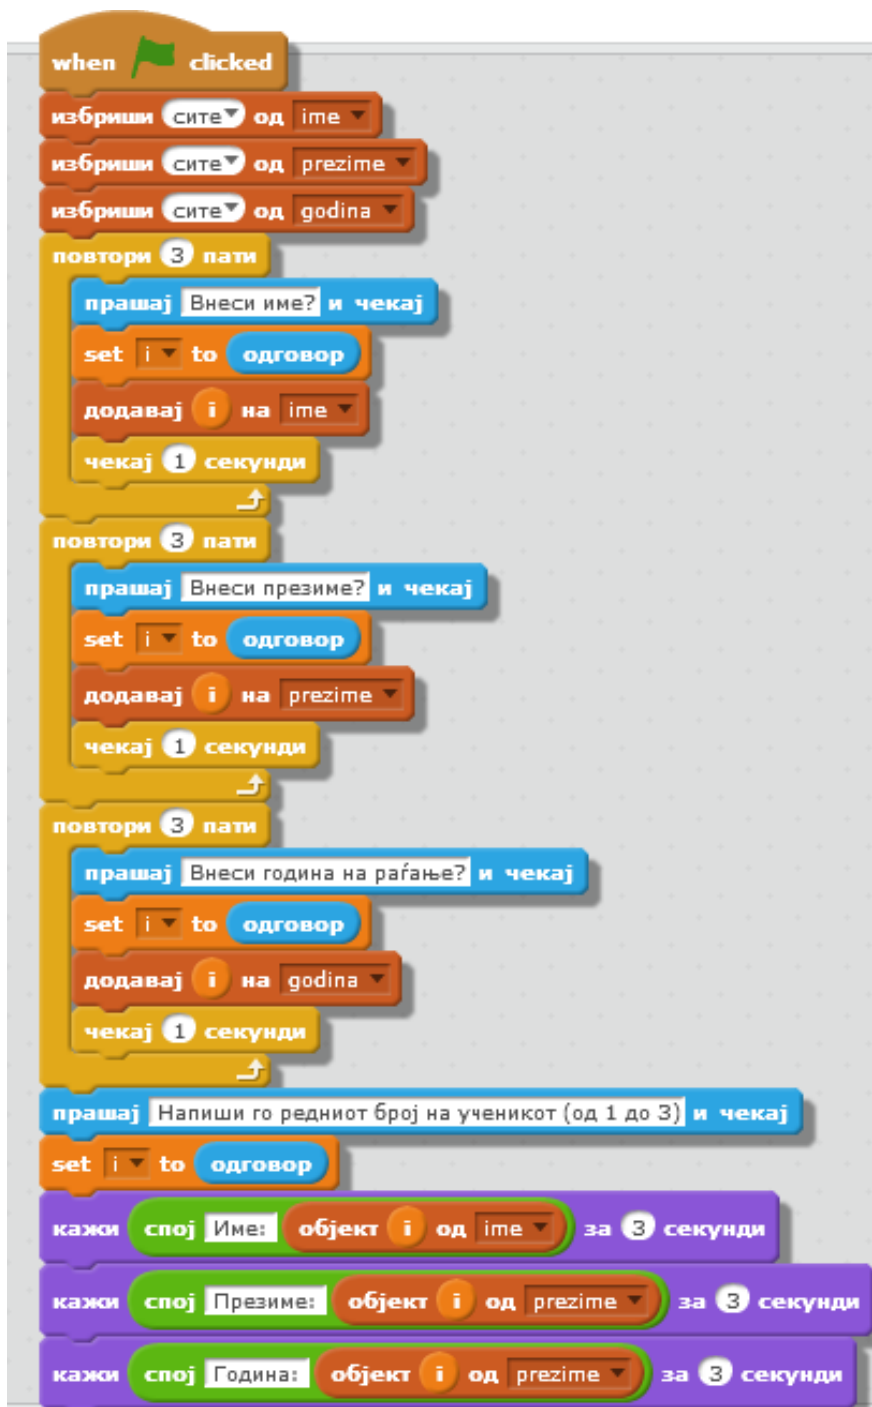 when clicked
избриши сите од ime
избриши сите од prezime
избриши сите од godina
повтори 3 пати
прашај Внеси име? и чекај
set i to одговор
додавај i на ime
чекај 1 секунди
повтори 3 пати
прашај Внеси презиме? и чекај
set i to одговор
додавај i на prezime
чекај 1 секунди
повтори 3 пати
прашај Внеси година на раѓање? и чекај
set i to одговор
додавај i на godina
чекај 1 секунди
прашај Напиши го редниот број на ученикот (од 1 до 3) и чекај
set i to одговор
кажи спој Име: објект i од ime за 3 секунди
кажи спој Презиме: објект i од prezime за 3 секунди
кажи спој Година: објект i од prezime за 3 секунди